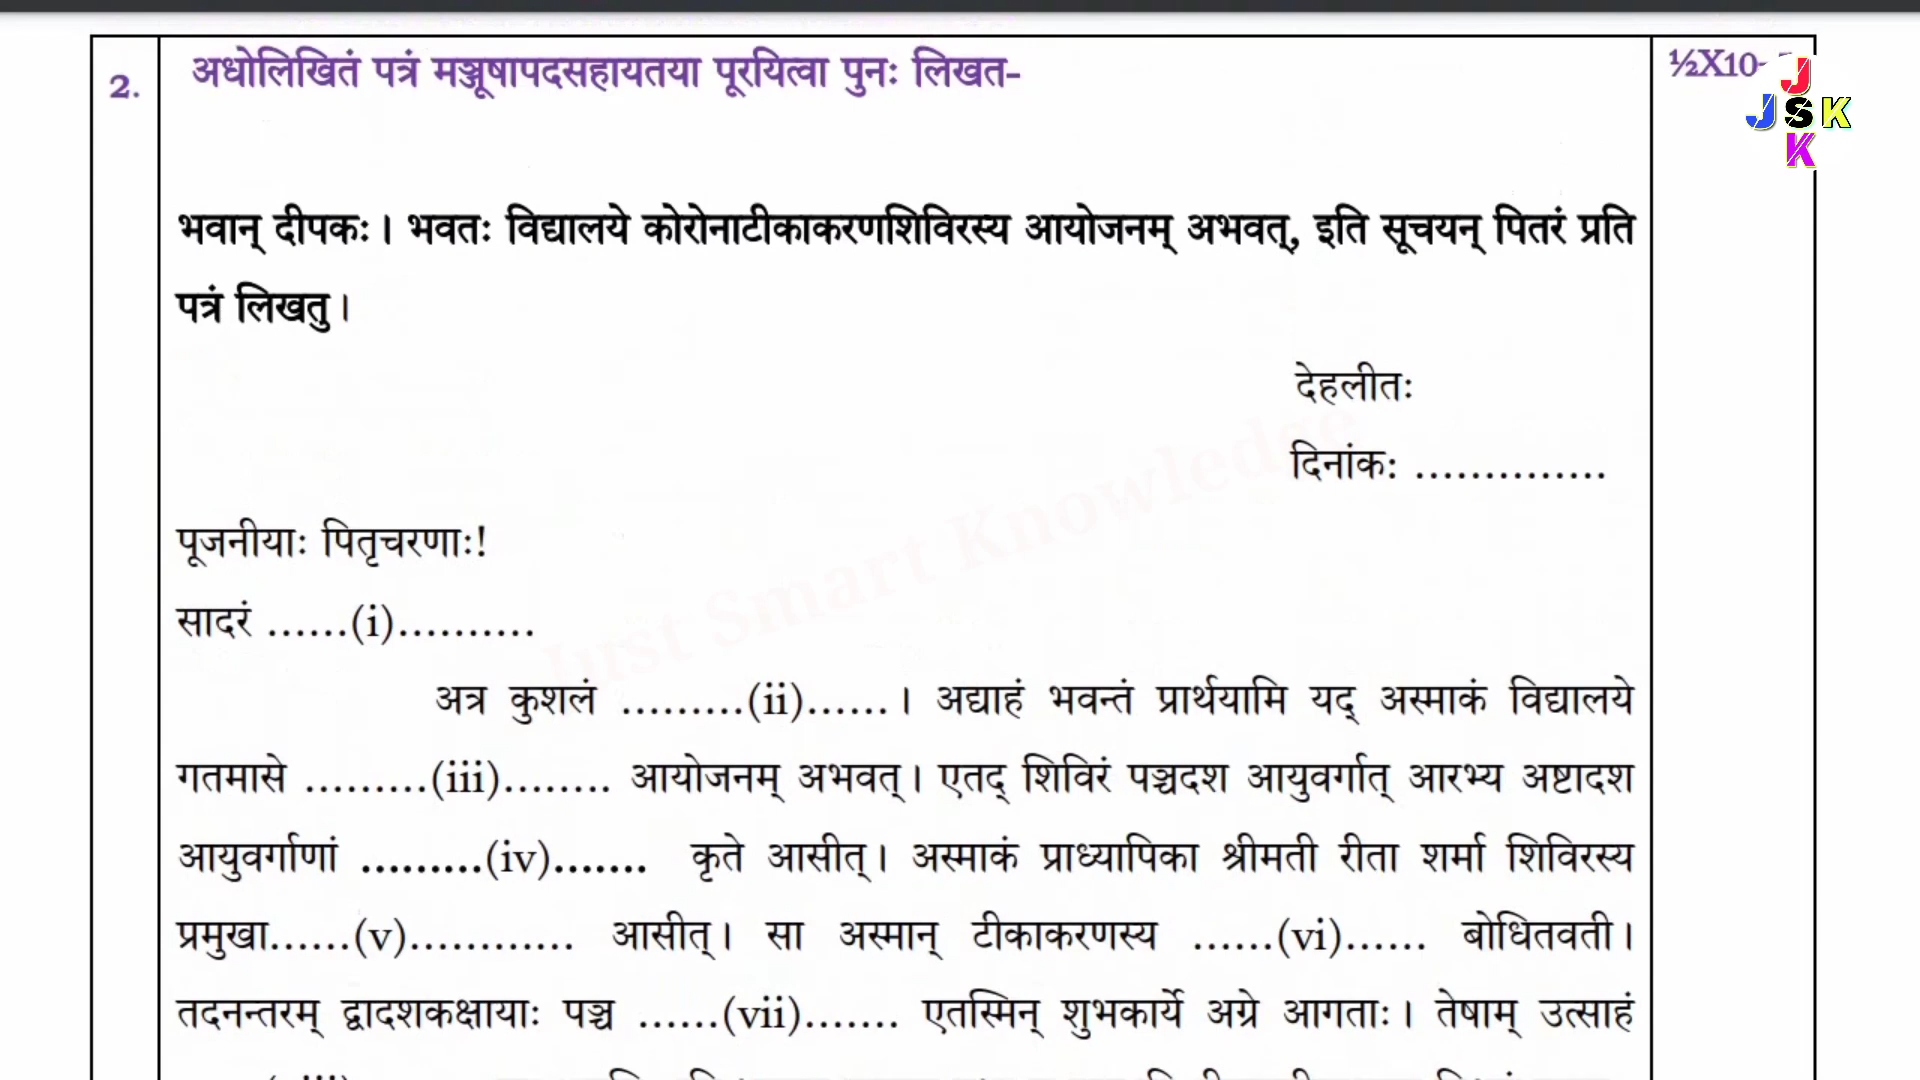 2. अधोलिखितं पत्रं मञ्जूषापदसहायतया पूरयित्वा पुनः लिखत- ½X10-
J
JSK
K
भवान् दीपकः। भवतः विद्यालये कोरोनाटीकाकरणशिविरस्य आयोजनम् अभवत्, इति सूचयन् पितरं प्रति
पत्रं लिखतु।
देहलीतः
दिनांकः ..............
पूजनीयाः पितृचरणाः!
सादरं ......(i)..........
अत्र कुशलं .........(ii)......। अद्याहं भवन्तं प्रार्थयामि यद् अस्माकं विद्यालये
गतमासे .........(iii)........ आयोजनम् अभवत्। एतद् शिविरं पञ्चदश आयुवर्गात् आरभ्य अष्टादश
आयुवर्गाणां .........(iv)....... कृते आसीत्। अस्माकं प्राध्यापिका श्रीमती रीता शर्मा शिविरस्य
प्रमुखा......(v)............ आसीत्। सा अस्मान् टीकाकरणस्य ......(vi)...... बोधितवती।
तदनन्तरम् द्वादशकक्षायाः पञ्च ......(vii)....... एतस्मिन् शुभकार्ये अग्रे आगताः। तेषाम् उत्साहं
Just Smart Knowledge